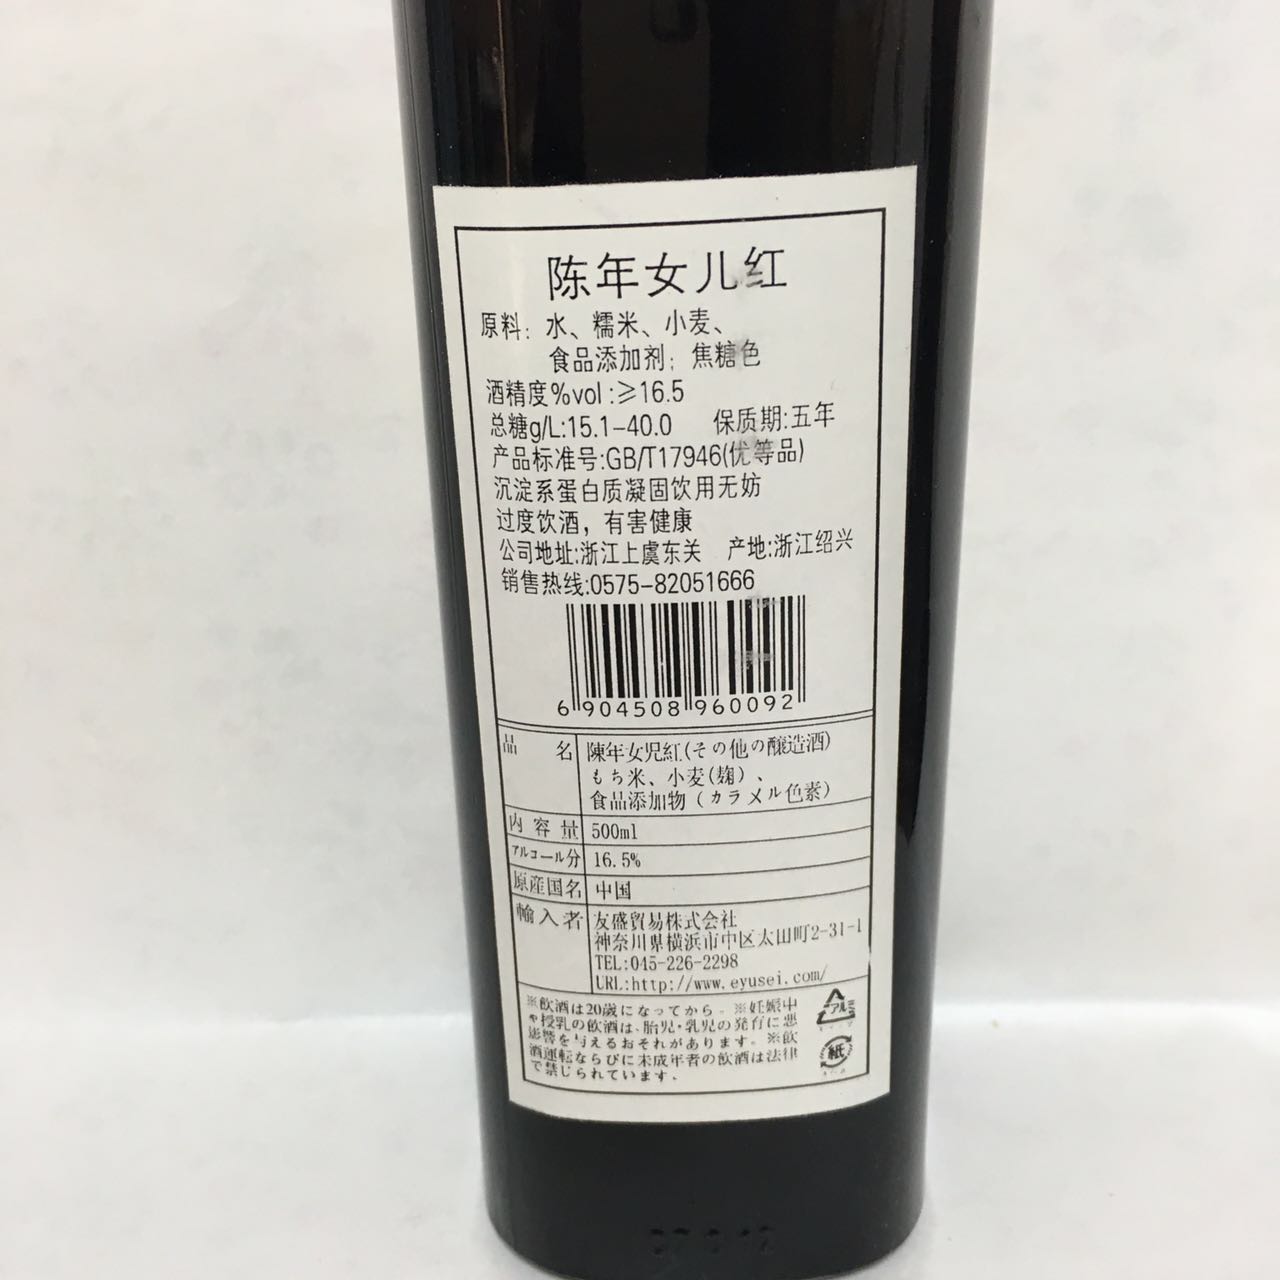 陈年女儿红
原料：水、糯米、小麦、
食品添加剂：焦糖色
酒精度%vol:≥16.5
总糖g/L:15.1-40.0 保质期:五年
产品标准号:GB/T17946(优等品)
沉淀系蛋白质凝固饮用无妨
过度饮酒，有害健康
公司地址:浙江上虞东关 产地:浙江绍兴
销售热线:0575-82051666
6 904508 960092
品名 陳年女児紅(その他の醸造酒)
もち米、小麦(麹)、
食品添加物（カラメル色素）
内容量 500ml
アルコール分 16.5%
原産国名 中国
輸入者 友盛貿易株式会社
神奈川県横浜市中区太田町2-31-1
TEL:045-226-2298
URL:http://www.eyusei.com/
※飲酒は20歳になってから。※妊娠中
や授乳の飲酒は、胎児・乳児の発育に悪
影響を与えるおそれがあります。※飲
酒運転ならびに未成年者の飲酒は法律
で禁じられています。
アルミ
紙